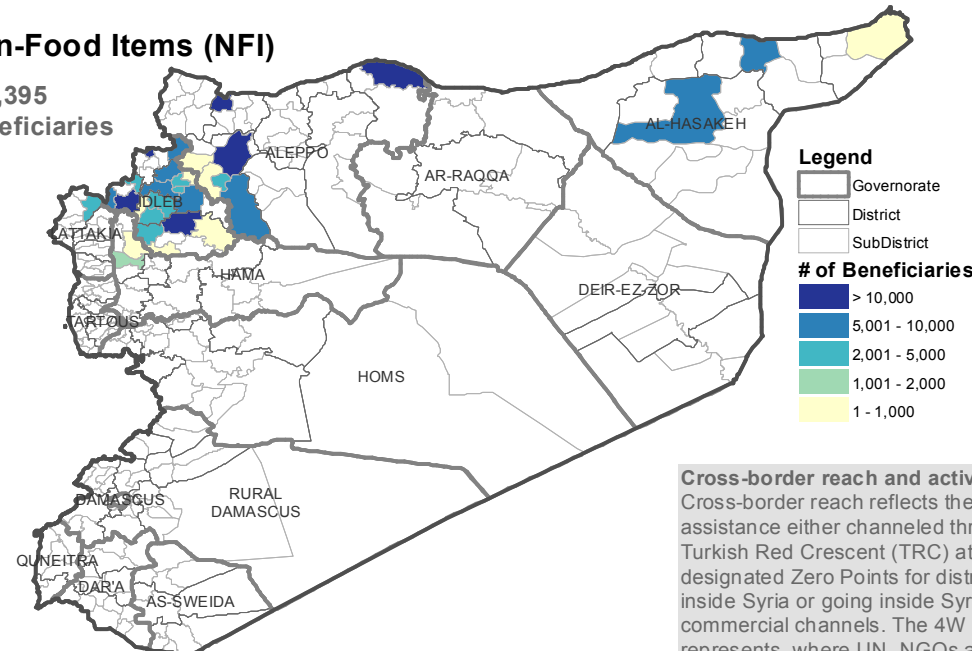 n-Food Items (NFI)
,395
eficiaries
ALEPPO
AL-HASAKEH
AR-RAQQA
IDLEB
ATTAKIA
HAMA
DEIR-EZ-ZOR
TARTOUS
HOMS
RURAL
DAMASCUS
DAMASCUS
QUNEITRA
DAR'A
AS-SWEIDA
Legend
Governorate
District
SubDistrict
# of Beneficiaries
> 10,000
5,001 - 10,000
2,001 - 5,000
1,001 - 2,000
1 - 1,000
Cross-border reach and activ
Cross-border reach reflects the
assistance either channeled thr
Turkish Red Crescent (TRC) at
designated Zero Points for distr
inside Syria or going inside Syr
commercial channels. The 4W
represents, where UN, NGOs a